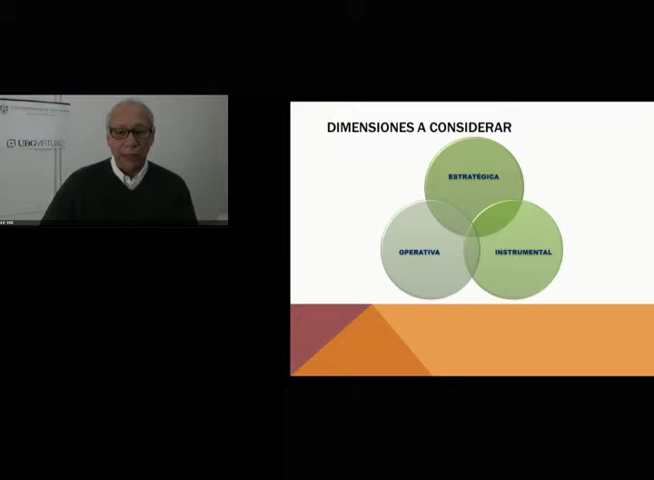 UDGVIRTUAL
DIMENSIONES A CONSIDERAR
ESTRATÉGICA
OPERATIVA
INSTRUMENTAL